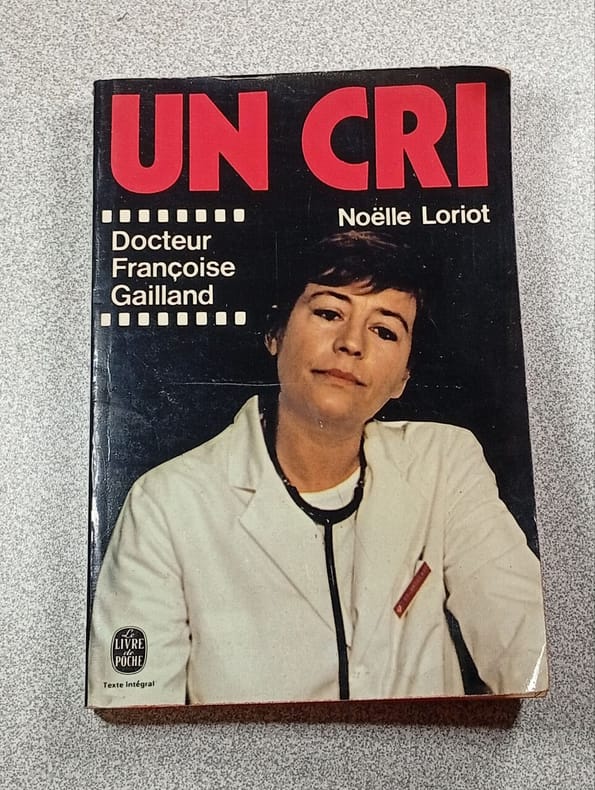 UN CRI
Noëlle Loriot
Docteur
Françoise
Gailland
Le
LIVRE
de
POCHE
Texte Intégral